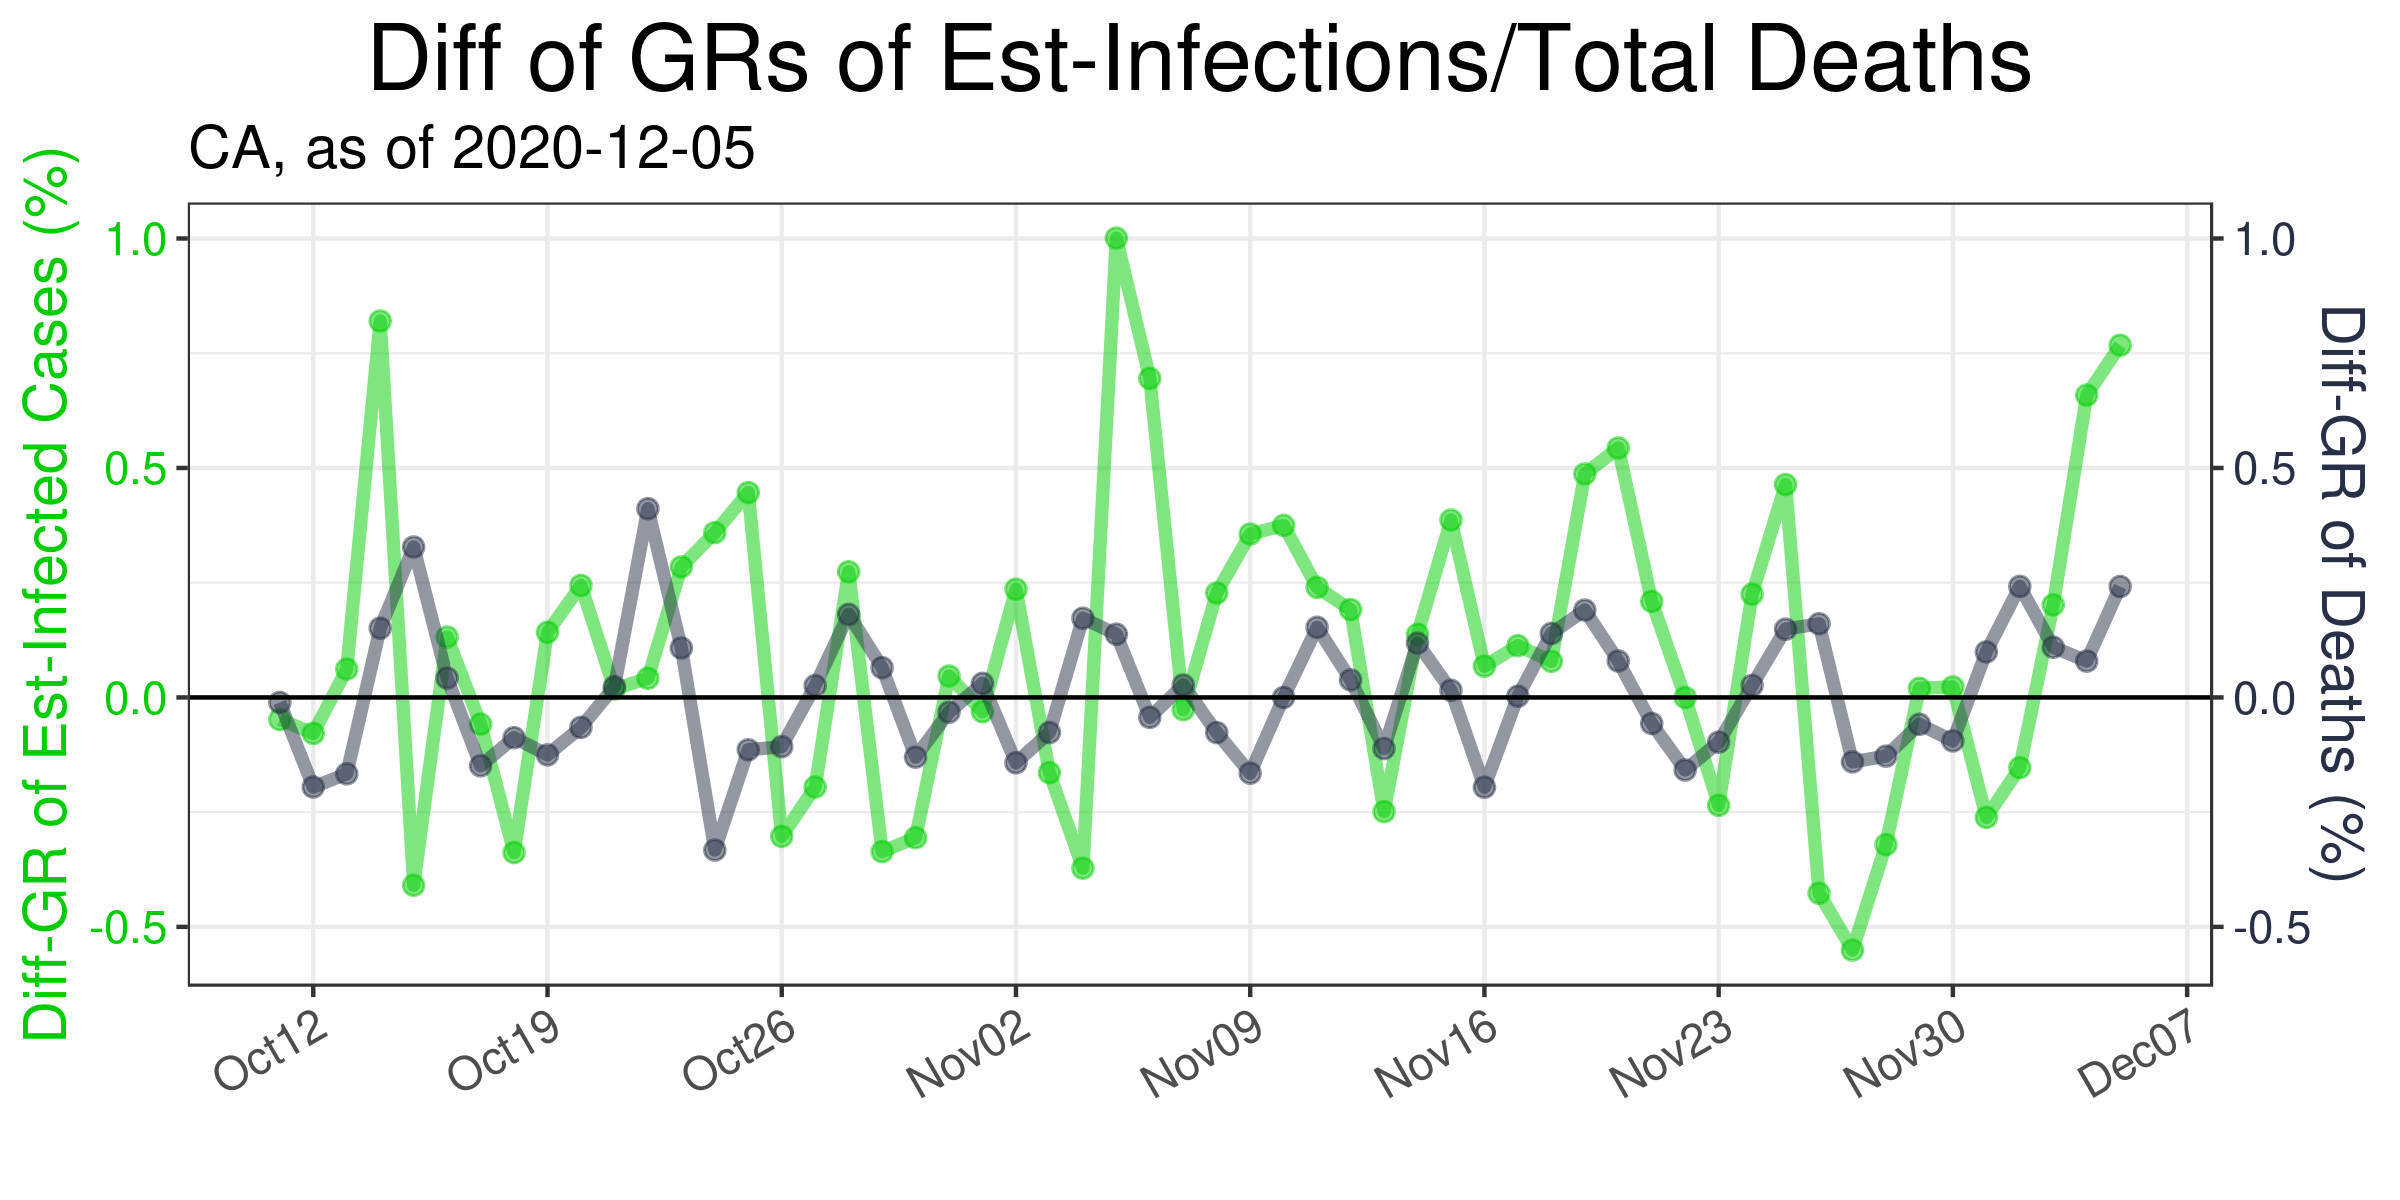 Diff of GRs of Est-Infections/Total Deaths
CA, as of 2020-12-05
Diff-GR of Est-Infected Cases (%)
1.0
0.5
0.0
-0.5
1.0
0.5
0.0
-0.5
Diff-GR of Deaths (%)
Oct12
Oct19
Oct26
Nov02
Nov09
Nov16
Nov23
Nov30
Dec07